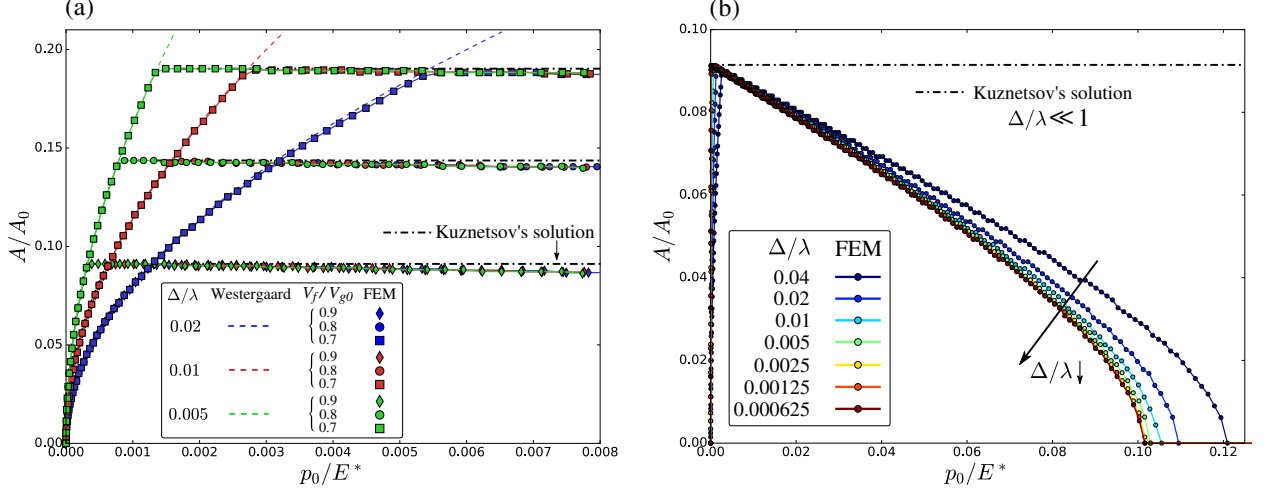 (a)
0.20
0.15
0.10
0.05
0.00
A/A0
Kuznetsov's solution
Δ/λ Westergaard Vf/Vg0 FEM
0.02
0.9
0.8
0.7
0.01
0.9
0.8
0.7
0.005
0.9
0.8
0.7
0.000 0.001 0.002 0.003 0.004 0.005 0.006 0.007 0.008
p0/E*
(b)
0.10
0.08
0.06
0.04
0.02
0.00
A/A0
Kuznetsov's solution
Δ/λ≪1
Δ/λ FEM
0.04
0.02
0.01
0.005
0.0025
0.00125
0.000625
Δ/λ↓
0.00 0.02 0.04 0.06 0.08 0.10 0.12
p0/E*